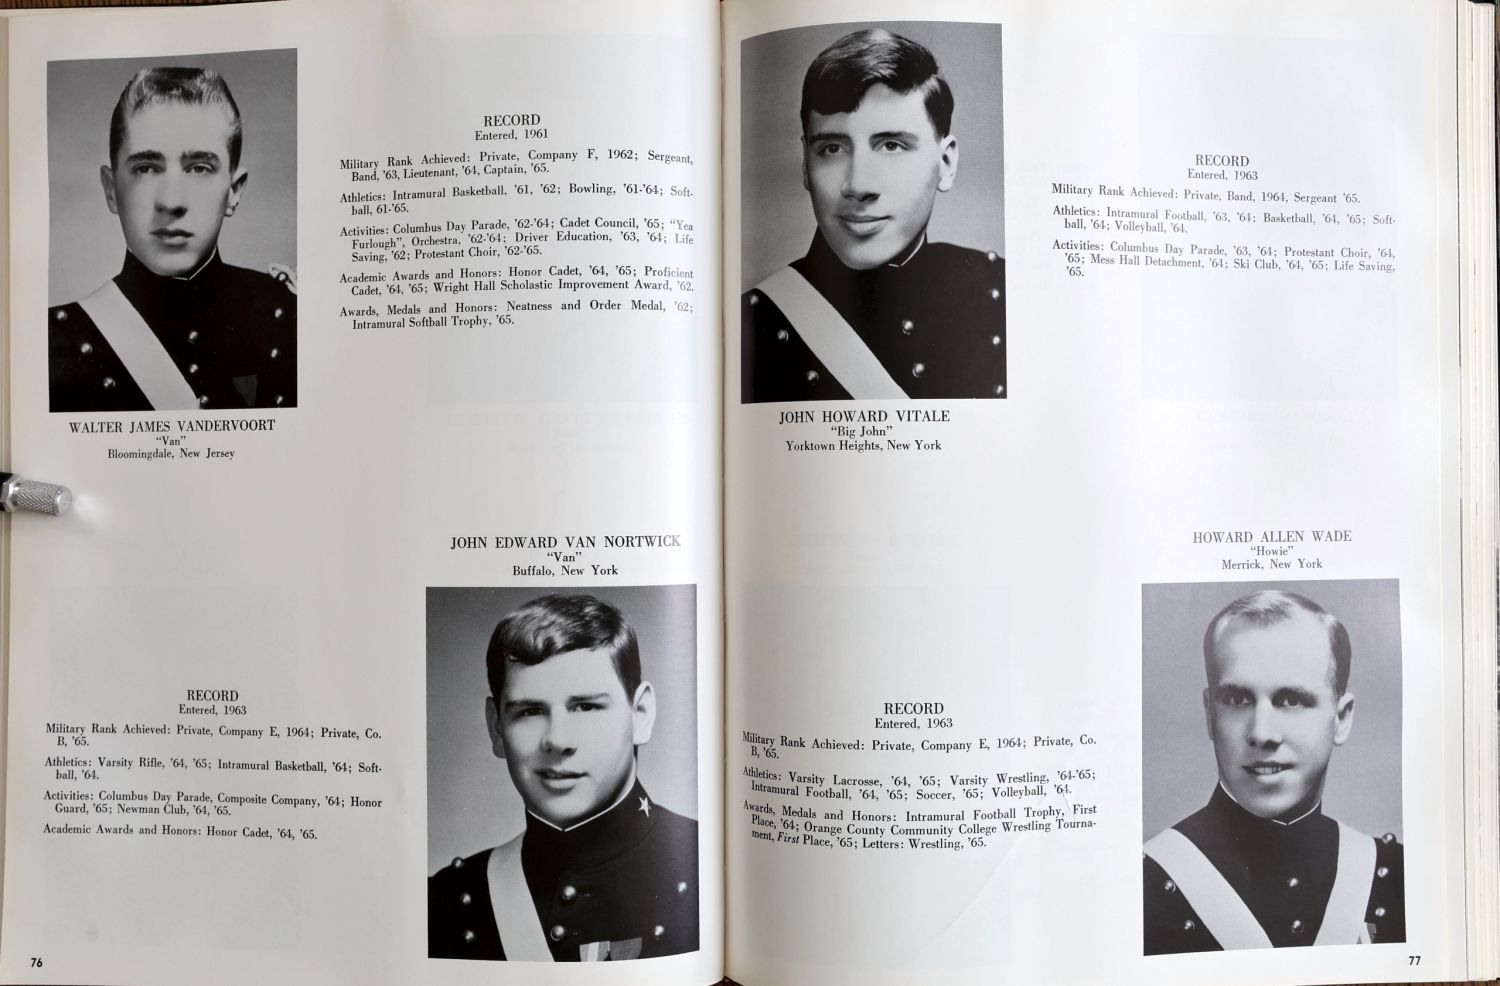 WALTER JAMES VANDERVOORT
“Van”
Bloomingdale, New Jersey
RECORD
Entered, 1961
Military Rank Achieved: Private, Company F, 1962; Sergeant,
Band, ’63, Lieutenant, ’64, Captain, ’65.
Athletics: Intramural Basketball, ’61, ’62; Bowling, ’61-’64; Soft-
ball, 61-’65.
Activities: Columbus Day Parade, ’62-’64; Cadet Council, ’65; “Yea
Furlough”, Orchestra, ’62-’64; Driver Education, ’63, ’64; Life
Saving, ’62; Protestant Choir, ’62-’65.
Academic Awards and Honors: Honor Cadet, ’64, ’65; Proficient
Cadet, ’64, ’65; Wright Hall Scholastic Improvement Award, ’62.
Awards, Medals and Honors: Neatness and Order Medal, ’62;
Intramural Softball Trophy, ’65.
JOHN EDWARD VAN NORTWICK
“Van”
Buffalo, New York
RECORD
Entered, 1963
Military Rank Achieved: Private, Company E, 1964; Private, Co.
B, ’65.
Athletics: Varsity Rifle, ’64, ’65; Intramural Basketball, ’64; Soft-
ball, ’64.
Activities: Columbus Day Parade, Composite Company, ’64; Honor
Guard, ’65; Newman Club, ’64, ’65.
Academic Awards and Honors: Honor Cadet, ’64, ’65.
76
JOHN HOWARD VITALE
“Big John”
Yorktown Heights, New York
RECORD
Entered, 1963
Military Rank Achieved: Private, Band, 1964, Sergeant ’65.
Athletics: Intramural Football, ’63, ’64; Basketball, ’64, ’65; Soft-
ball, ’64; Volleyball, ’64.
Activities: Columbus Day Parade, ’63, ’64; Protestant Choir, ’64,
’65; Mess Hall Detachment, ’64; Ski Club, ’64, ’65; Life Saving,
’65.
HOWARD ALLEN WADE
“Howie”
Merrick, New York
RECORD
Entered, 1963
Military Rank Achieved: Private, Company E, 1964; Private, Co.
B, ’65.
Athletics: Varsity Lacrosse, ’64, ’65; Varsity Wrestling, ’64-’65;
Intramural Football, ’64, ’65; Soccer, ’65; Volleyball, ’64.
Awards, Medals and Honors: Intramural Football Trophy, First
Place, ’64; Orange County Community College Wrestling Tourna-
ment, First Place, ’65; Letters: Wrestling, ’65.
77